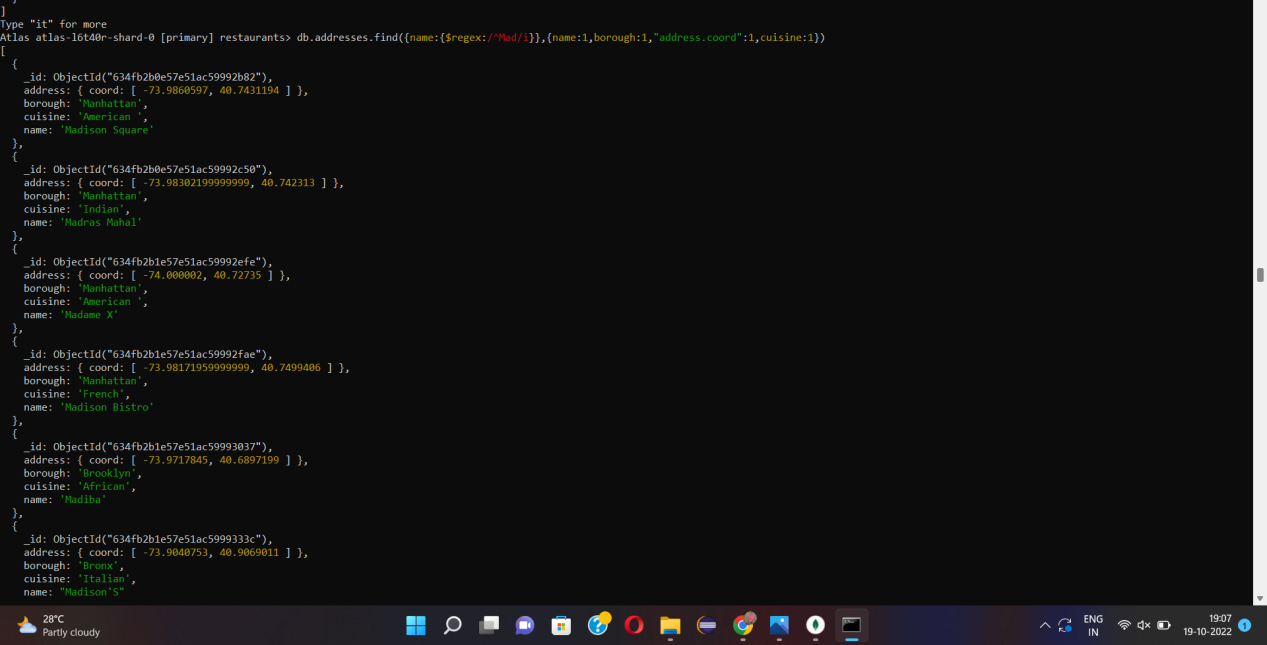 ]
Type "it" for more
Atlas atlas-l6t40r-shard-0 [primary] restaurants> db.addresses.find({name:{$regex:/^Mad/i}},{name:1,borough:1,"address.coord":1,cuisine:1})
[
  {
    _id: ObjectId("634fb2b0e57e51ac59992b82"),
    address: { coord: [ -73.9860597, 40.7431194 ] },
    borough: 'Manhattan',
    cuisine: 'American ',
    name: 'Madison Square'
  },
  {
    _id: ObjectId("634fb2b0e57e51ac59992c50"),
    address: { coord: [ -73.98302199999999, 40.742313 ] },
    borough: 'Manhattan',
    cuisine: 'Indian',
    name: 'Madras Mahal'
  },
  {
    _id: ObjectId("634fb2b1e57e51ac59992efe"),
    address: { coord: [ -74.000002, 40.72735 ] },
    borough: 'Manhattan',
    cuisine: 'American ',
    name: 'Madame X'
  },
  {
    _id: ObjectId("634fb2b1e57e51ac59992fae"),
    address: { coord: [ -73.98171959999999, 40.7499406 ] },
    borough: 'Manhattan',
    cuisine: 'French',
    name: 'Madison Bistro'
  },
  {
    _id: ObjectId("634fb2b1e57e51ac59993037"),
    address: { coord: [ -73.9717845, 40.6897199 ] },
    borough: 'Brooklyn',
    cuisine: 'African',
    name: 'Madiba'
  },
  {
    _id: ObjectId("634fb2b1e57e51ac5999333c"),
    address: { coord: [ -73.9040753, 40.9069011 ] },
    borough: 'Bronx',
    cuisine: 'Italian',
    name: "Madison'S"
28°C
Partly cloudy
ENG
IN
19:07
19-10-2022
1